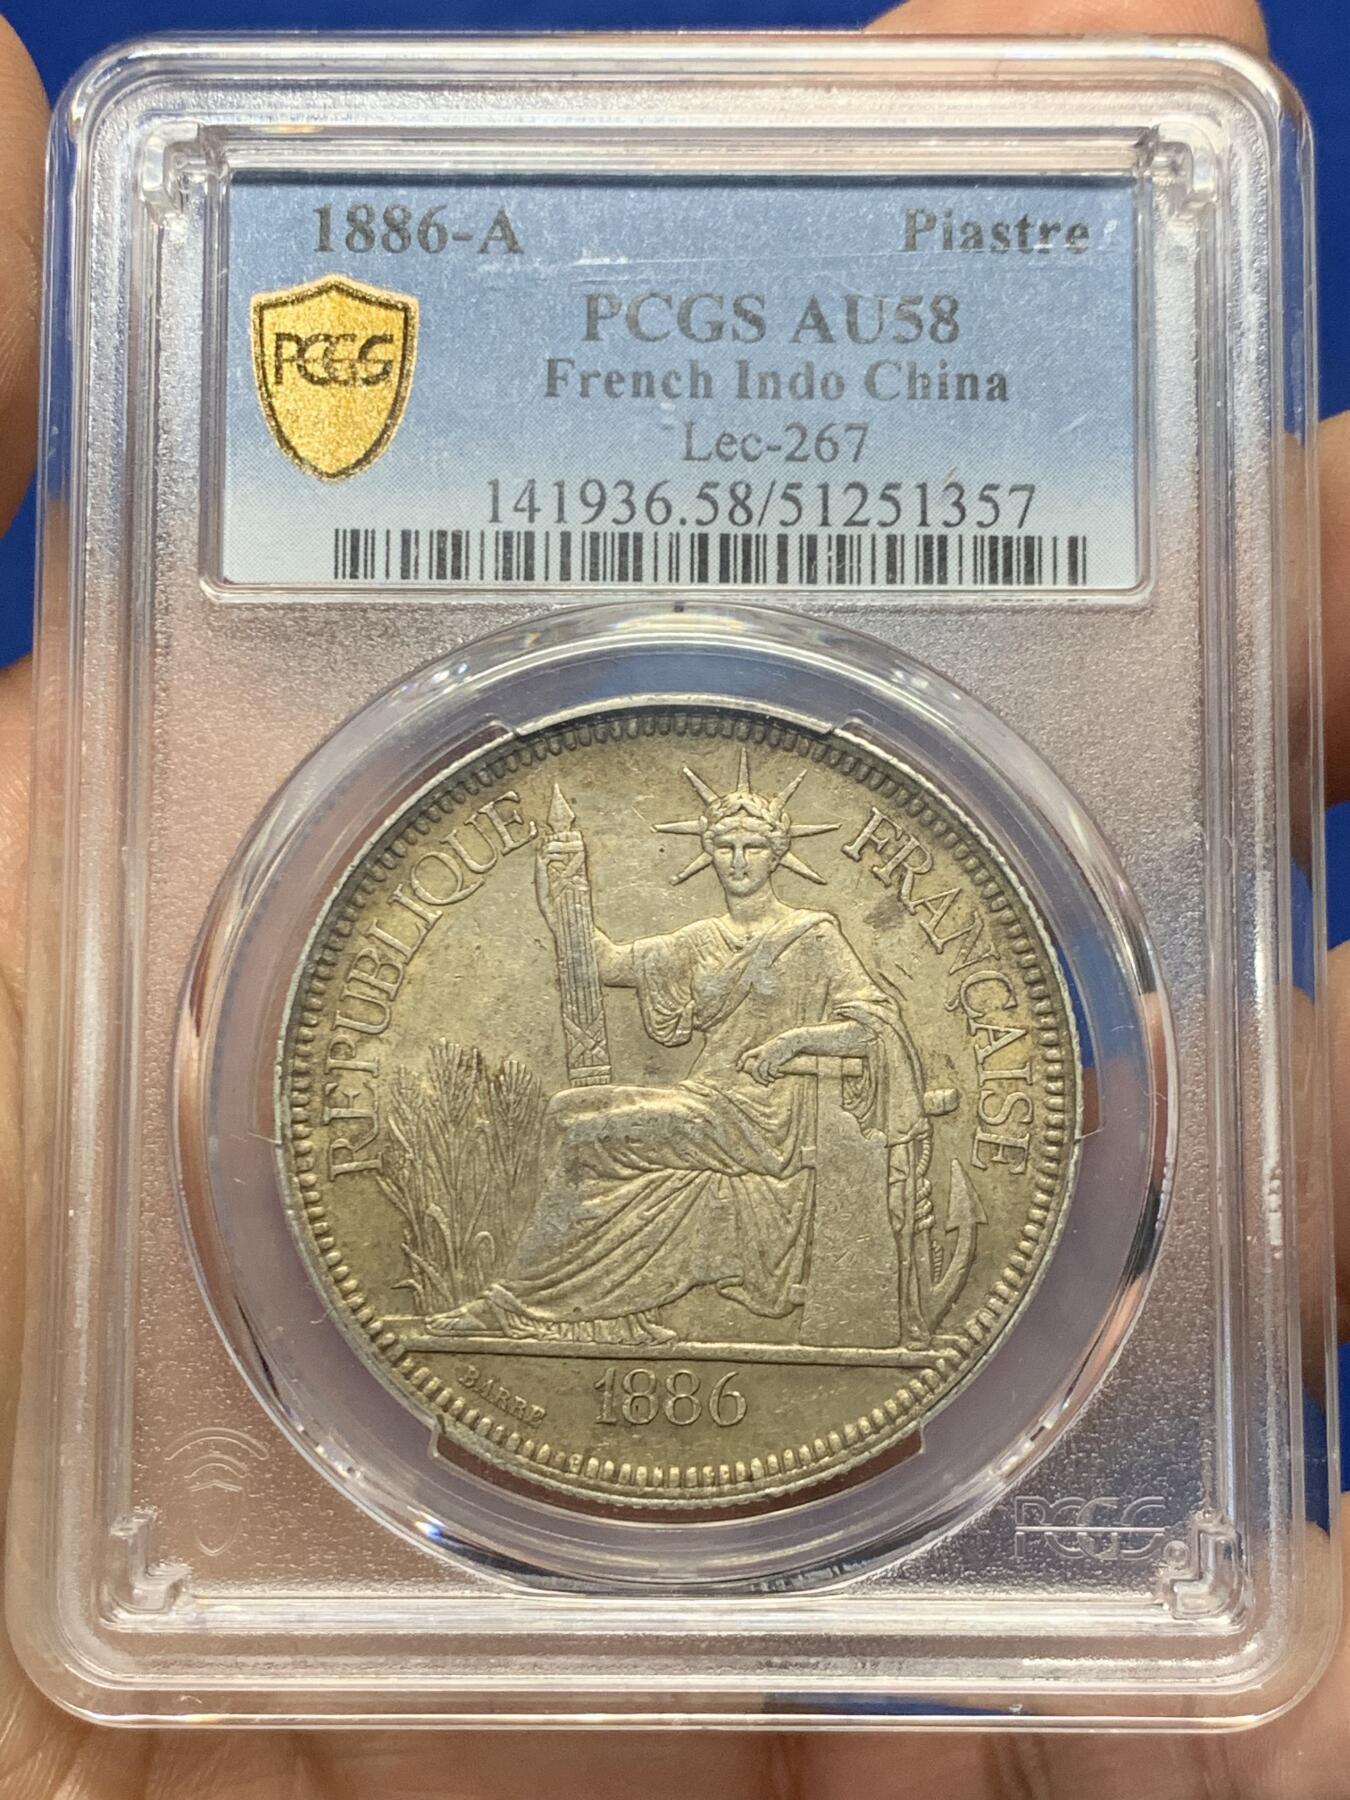 1886-A Piastre
PCGS
PCGS AU58
French Indo China
Lec-267
141936.58/51251357
REPUBLIQUE FRANÇAISE
BARRE
1886
PCGS